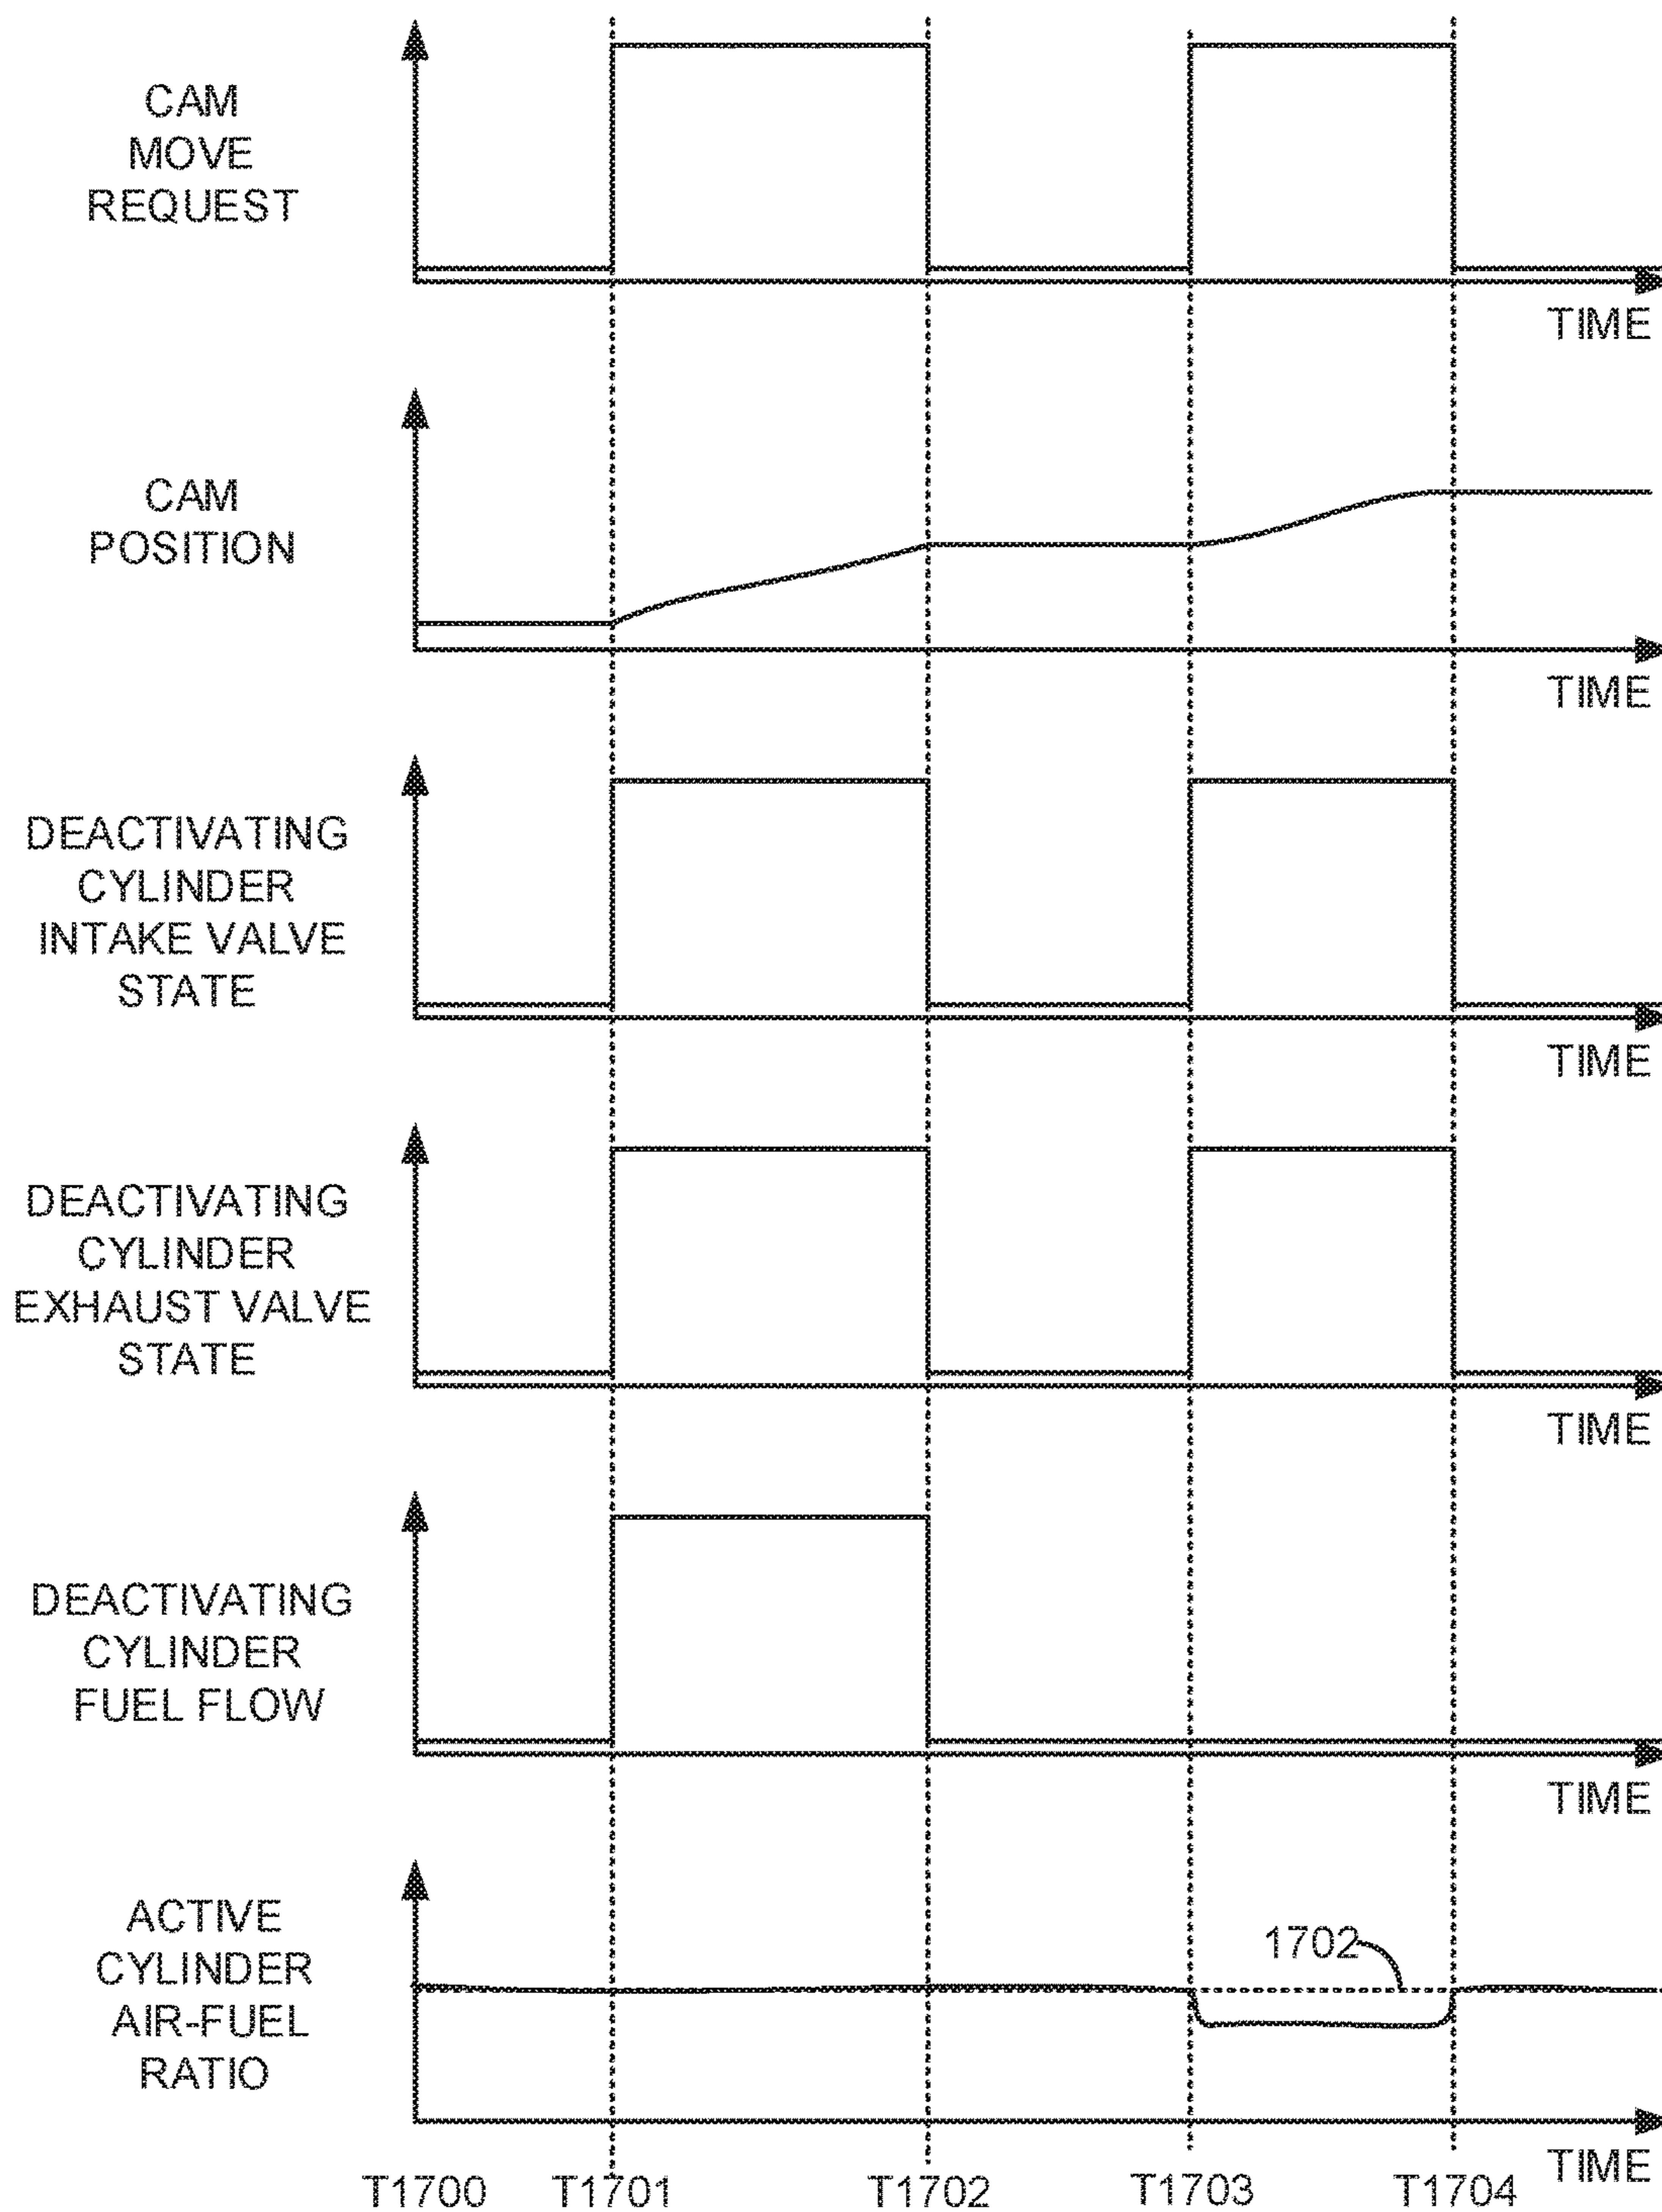 CAM
MOVE
REQUEST
TIME
CAM
POSITION
TIME
DEACTIVATING
CYLINDER
INTAKE VALVE
STATE
TIME
DEACTIVATING
CYLINDER
EXHAUST VALVE
STATE
TIME
DEACTIVATING
CYLINDER
FUEL FLOW
TIME
ACTIVE
CYLINDER
AIR-FUEL
RATIO
1702
TIME
T1700 T1701 T1702 T1703 T1704